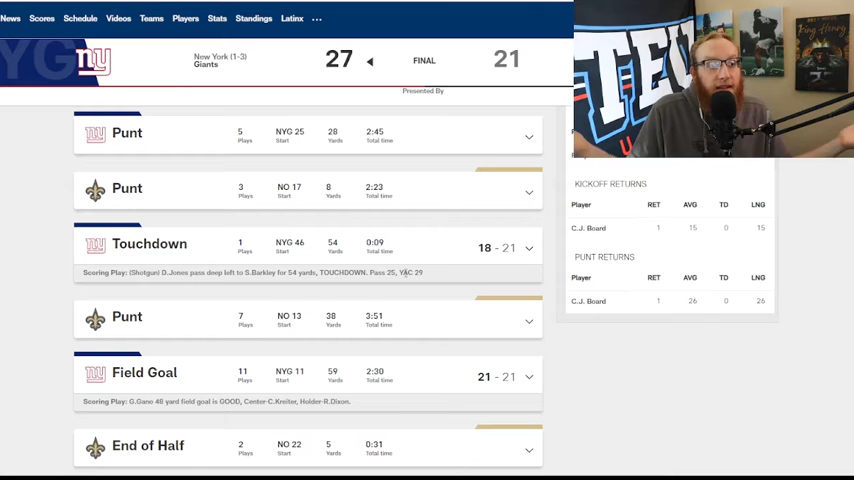 News Scores Schedule Videos Teams Players Stats Standings Latinx ...
NYG ny New York (1-3) Giants 27 FINAL 21
Presented By
TE
King Henry
Punt 5 Plays NYG 25 Start 28 Yards 2:45 Total time
Punt 3 Plays NO 17 Start 8 Yards 2:23 Total time
Touchdown 1 Plays NYG 46 Start 54 Yards 0:09 Total time 18 - 21
Scoring Play: (Shotgun) D.Jones pass deep left to S.Barkley for 54 yards, TOUCHDOWN. Pass 25, YAC 29
Punt 7 Plays NO 13 Start 38 Yards 3:51 Total time
Field Goal 11 Plays NYG 11 Start 59 Yards 2:30 Total time 21 - 21
Scoring Play: G.Gano 48 yard field goal is GOOD, Center-C.Kreiter, Holder-R.Dixon.
End of Half 2 Plays NO 22 Start 5 Yards 0:31 Total time
KICKOFF RETURNS
Player RET AVG TD LNG
C.J. Board 1 15 0 15
PUNT RETURNS
Player RET AVG TD LNG
C.J. Board 1 26 0 26